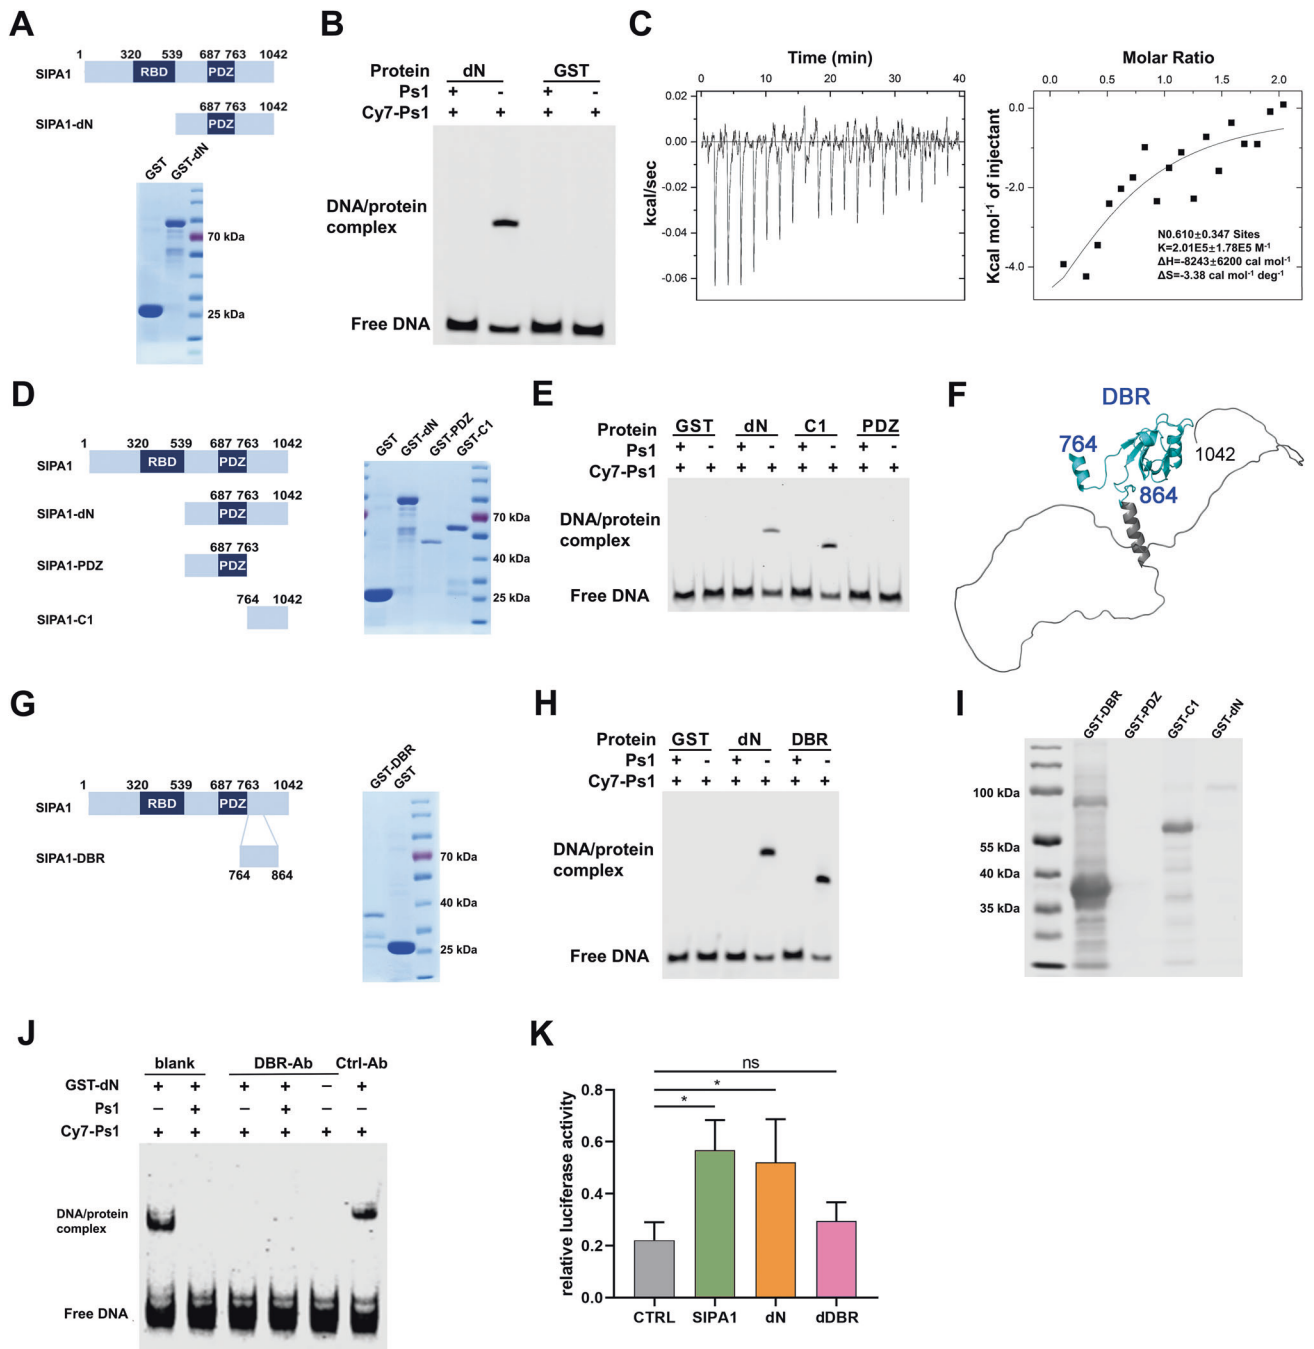 A
1 320 539 687 763 1042
SIPA1 RBD PDZ
687 763 1042
SIPA1-dN PDZ
GST GST-dN
70 kDa
25 kDa
B
Protein dN GST
Ps1 + - + -
Cy7-Ps1 + + + +
DNA/protein
complex
Free DNA
C
Time (min)
0 10 20 30 40
0.02
0.00
-0.02
-0.04
-0.06
kcal/sec
Molar Ratio
0.0 0.5 1.0 1.5 2.0
0.0
-2.0
-4.0
Kcal mol⁻¹ of injectant
N0.610±0.347 Sites
K=2.01E5±1.78E5 M⁻¹
ΔH=-8243±6200 cal mol⁻¹
ΔS=-3.38 cal mol⁻¹ deg⁻¹
D
1 320 539 687 763 1042
SIPA1 RBD PDZ
687 763 1042
SIPA1-dN PDZ
687 763
SIPA1-PDZ PDZ
764 1042
SIPA1-C1
GST GST-dN GST-PDZ GST-C1
70 kDa
40 kDa
25 kDa
E
Protein GST dN C1 PDZ
Ps1 + - + - + - + -
Cy7-Ps1 + + + + + + + +
DNA/protein
complex
Free DNA
F
DBR
764
1042
864
G
1 320 539 687 763 1042
SIPA1 RBD PDZ
SIPA1-DBR
764 864
GST-DBR GST
70 kDa
40 kDa
25 kDa
H
Protein GST dN DBR
Ps1 + - + - + -
Cy7-Ps1 + + + + + +
DNA/protein
complex
Free DNA
I
GST-DBR GST-PDZ GST-C1 GST-dN
100 kDa
55 kDa
40 kDa
35 kDa
J
blank DBR-Ab Ctrl-Ab
GST-dN + + + + − +
Ps1 − + − + − −
Cy7-Ps1 + + + + + +
DNA/protein
complex
Free DNA
K
ns
*
*
0.8
0.6
0.4
0.2
0.0
relative luciferase activity
CTRL SIPA1 dN dDBR